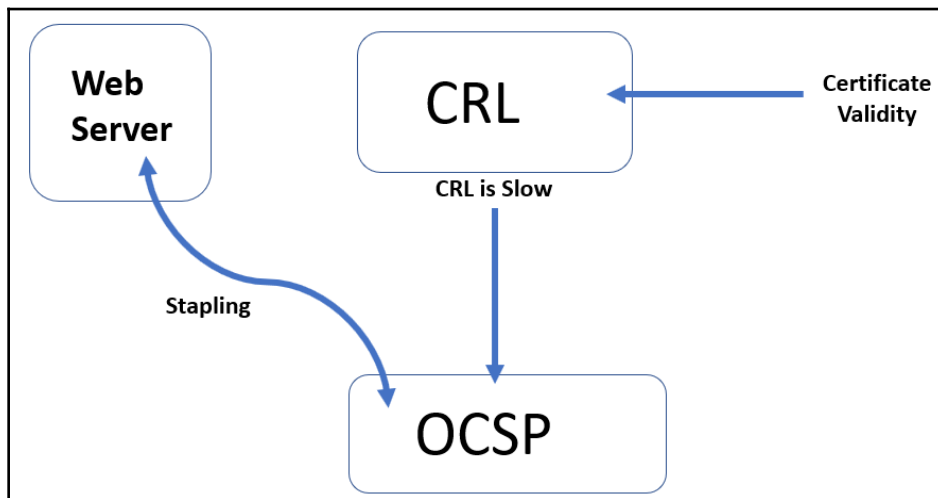 Web
Server
CRL
Certificate
Validity
CRL is Slow
Stapling
OCSP